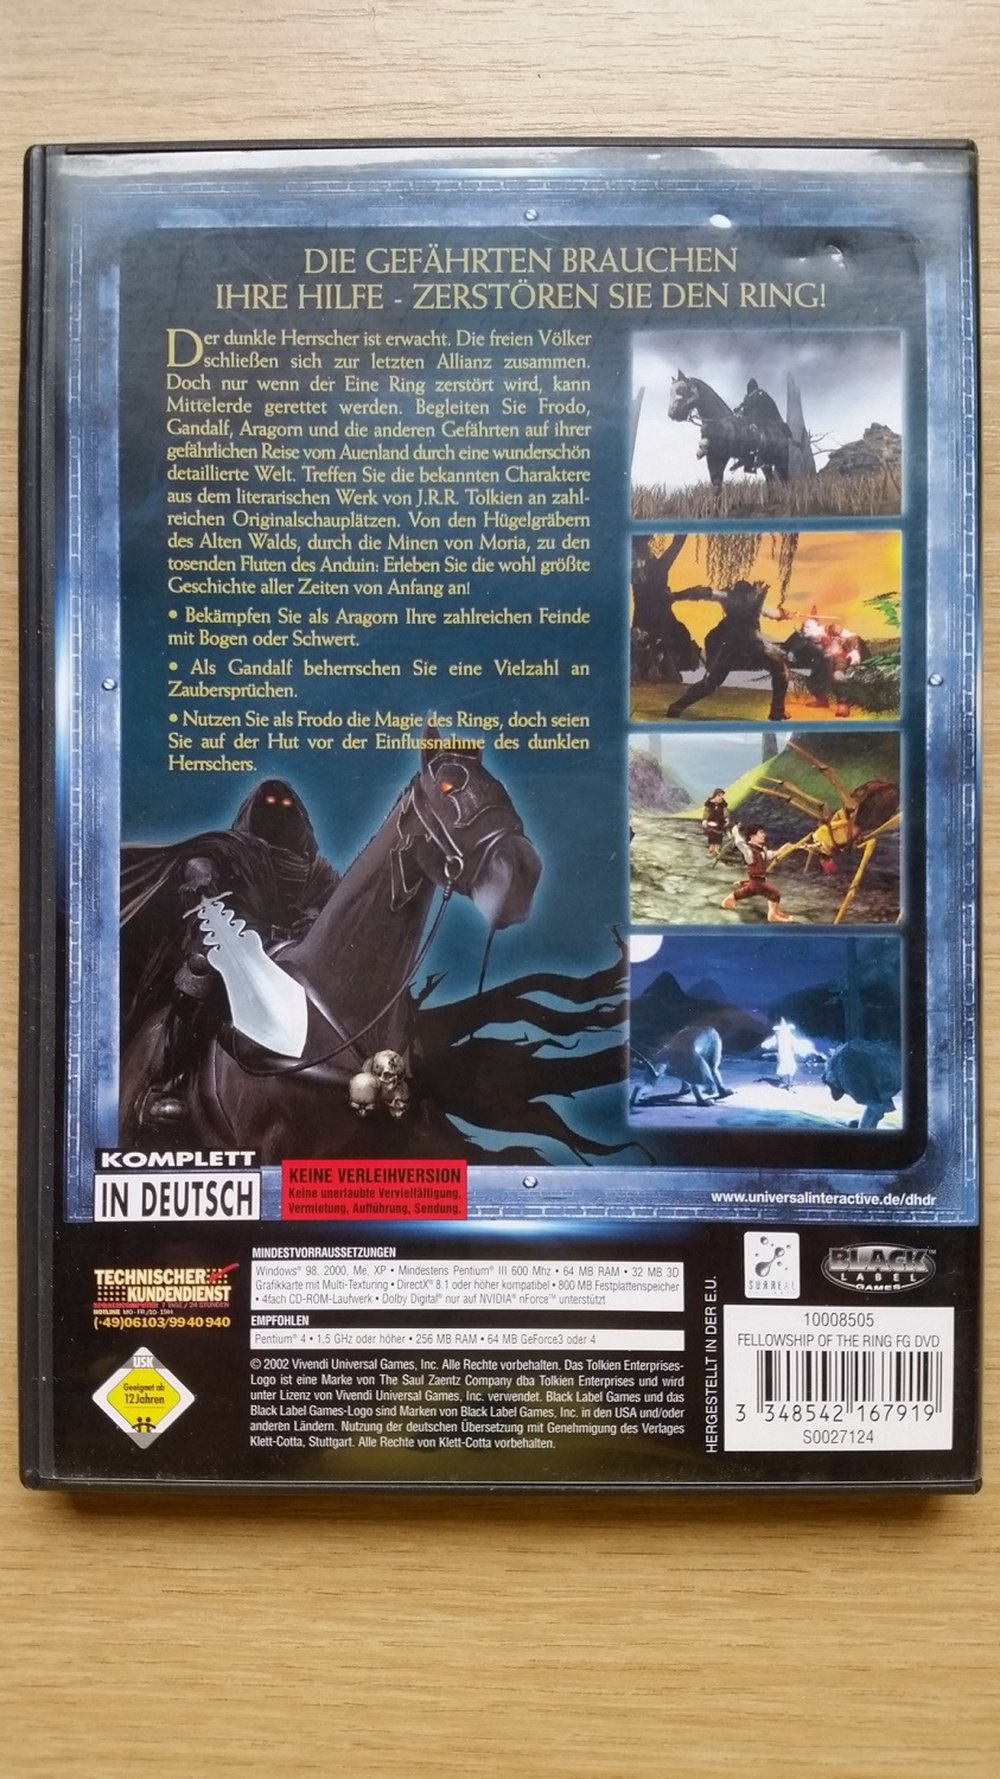 DIE GEFÄHRTEN BRAUCHEN
IHRE HILFE - ZERSTÖREN SIE DEN RING!
Der dunkle Herrscher ist erwacht. Die freien Völker
schließen sich zur letzten Allianz zusammen.
Doch nur wenn der Eine Ring zerstört wird, kann
Mittelerde gerettet werden. Begleiten Sie Frodo,
Gandalf, Aragorn und die anderen Gefährten auf ihrer
gefährlichen Reise vom Auenland durch eine wunderschön
detaillierte Welt. Treffen Sie die bekannten Charaktere
aus dem literarischen Werk von J.R.R. Tolkien an zahl-
reichen Originalschauplätzen. Von den Hügelgräbern
des Alten Walds, durch die Minen von Moria, zu den
tosenden Fluten des Anduin: Erleben Sie die wohl größte
Geschichte aller Zeiten von Anfang an!
• Bekämpfen Sie als Aragorn Ihre zahlreichen Feinde
mit Bogen oder Schwert.
• Als Gandalf beherrschen Sie eine Vielzahl an
Zaubersprüchen.
• Nutzen Sie als Frodo die Magie des Rings, doch seien
Sie auf der Hut vor der Einflussnahme des dunklen
Herrschers.
KOMPLETT
IN DEUTSCH
KEINE VERLEIHVERSION
Keine unerlaubte Vervielfältigung,
Vermietung, Aufführung, Sendung.
www.universalinteractive.de/dhdr
TECHNISCHER
KUNDENDIENST
SPRACHCOMPUTER 7 TAGE / 24 STUNDEN
HOTLINE MO-FR /10-19H
(+49)06103/99 40 940
USK
Geeignet ab
12 Jahren
MINDESTVORRAUSSETZUNGEN
Windows® 98, 2000, Me, XP • Mindestens Pentium® III 600 Mhz • 64 MB RAM • 32 MB 3D
Grafikkarte mit Multi-Texturing • DirectX® 8.1 oder höher kompatibel • 800 MB Festplattenspeicher
• 4fach CD-ROM-Laufwerk • Dolby Digital® nur auf NVIDIA® nForce™ unterstützt
EMPFOHLEN
Pentium® 4 • 1,5 GHz oder höher • 256 MB RAM • 64 MB GeForce3 oder 4
© 2002 Vivendi Universal Games, Inc. Alle Rechte vorbehalten. Das Tolkien Enterprises-
Logo ist eine Marke von The Saul Zaentz Company dba Tolkien Enterprises und wird
unter Lizenz von Vivendi Universal Games, Inc. verwendet. Black Label Games und das
Black Label Games-Logo sind Marken von Black Label Games, Inc. in den USA und/oder
anderen Ländern. Nutzung der deutschen Übersetzung mit Genehmigung des Verlages
Klett-Cotta, Stuttgart. Alle Rechte von Klett-Cotta vorbehalten.
HERGESTELLT IN DER E.U.
SURREAL
BLACK™
LABEL
GAMES
10008505
FELLOWSHIP OF THE RING FG DVD
3 348542 167919
S0027124